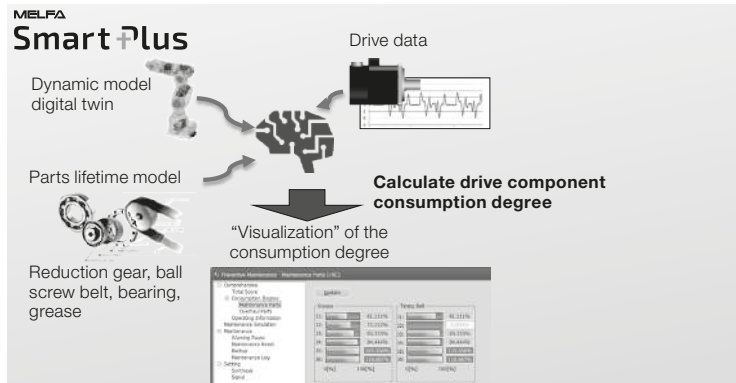 MELFA
Smart Plus
Drive data
Dynamic model
digital twin
Parts lifetime model
Calculate drive component
consumption degree
“Visualization” of the
consumption degree
Reduction gear, ball
screw belt, bearing,
grease
Preventive Maintenance Maintenance Parts
Comprehensive
Total Score
Consumption Degree
Maintenance Parts
Overhaul Parts
Operating Information
Maintenance Simulation
Maintenance
Warning Pause
Maintenance Reset
Backup
Maintenance Log
Setting
Synthesis
Signal
Update
Grease
Timing Belt